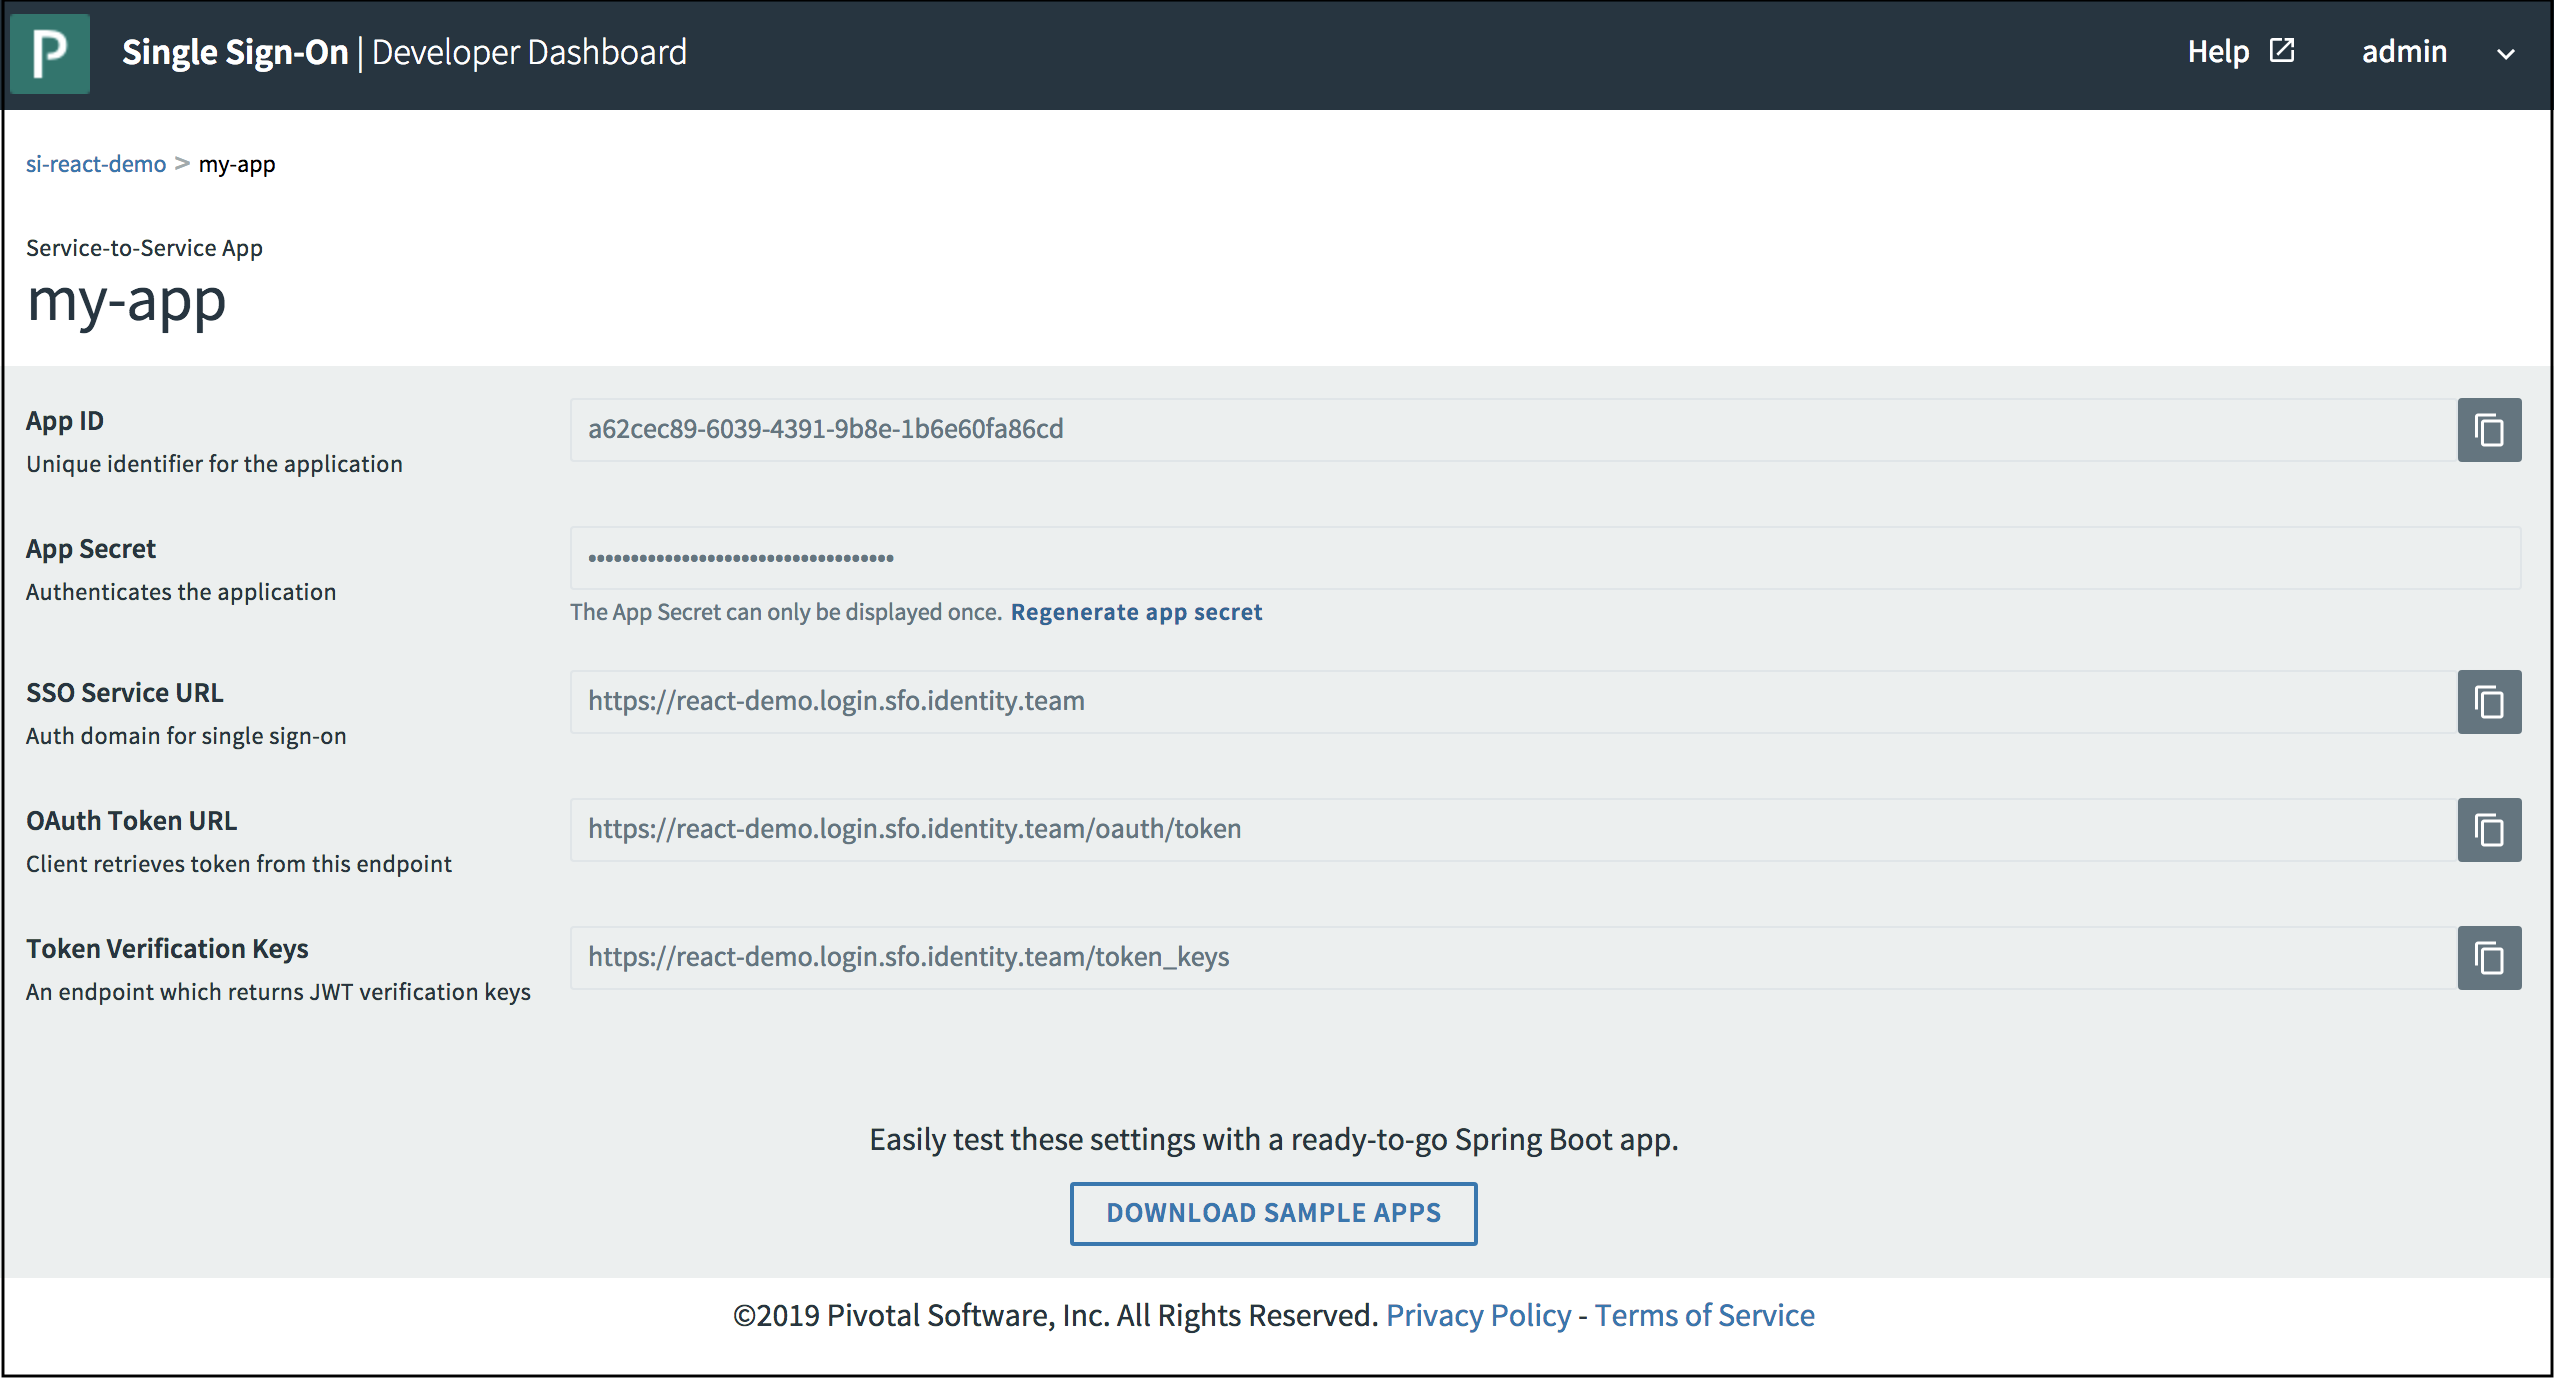 P Single Sign-On | Developer Dashboard Help admin
si-react-demo > my-app
Service-to-Service App
my-app
App ID
Unique identifier for the application
a62cec89-6039-4391-9b8e-1b6e60fa86cd
App Secret
Authenticates the application
••••••••••••••••••••••••••••••••••••
The App Secret can only be displayed once. Regenerate app secret
SSO Service URL
Auth domain for single sign-on
https://react-demo.login.sfo.identity.team
OAuth Token URL
Client retrieves token from this endpoint
https://react-demo.login.sfo.identity.team/oauth/token
Token Verification Keys
An endpoint which returns JWT verification keys
https://react-demo.login.sfo.identity.team/token_keys
Easily test these settings with a ready-to-go Spring Boot app.
DOWNLOAD SAMPLE APPS
©2019 Pivotal Software, Inc. All Rights Reserved. Privacy Policy - Terms of Service